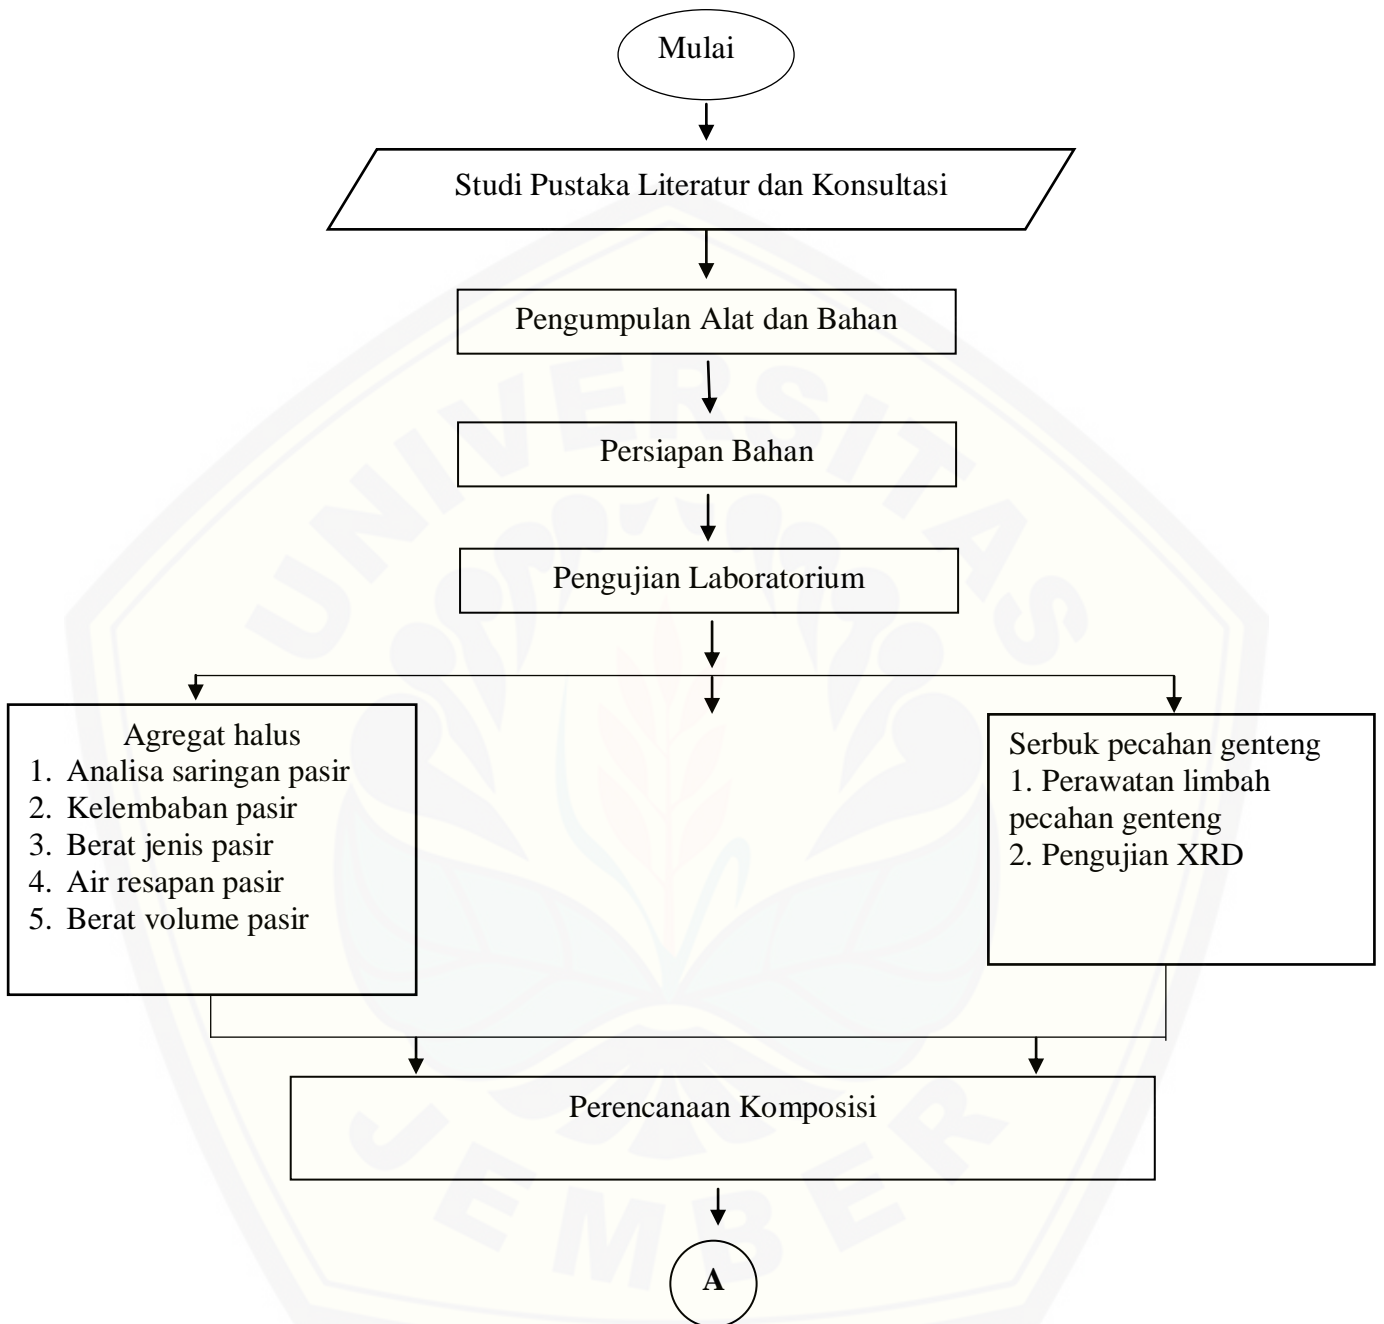 Mulai
Studi Pustaka Literatur dan Konsultasi
Pengumpulan Alat dan Bahan
Persiapan Bahan
Pengujian Laboratorium
Agregat halus
1. Analisa saringan pasir
2. Kelembaban pasir
3. Berat jenis pasir
4. Air resapan pasir
5. Berat volume pasir
Serbuk pecahan genteng
1. Perawatan limbah
pecahan genteng
2. Pengujian XRD
Perencanaan Komposisi
A
UNIVERSITAS
JEMBER